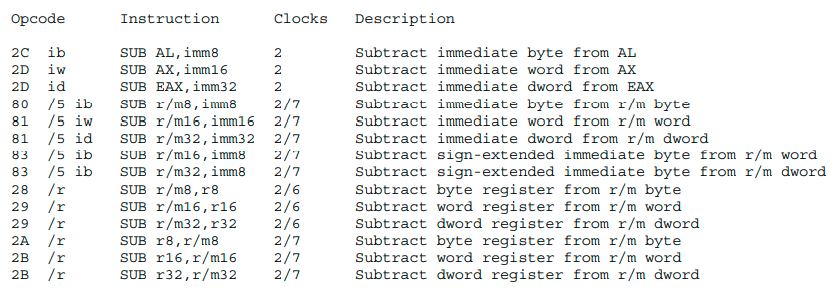 Opcode Instruction Clocks Description
2C ib SUB AL,imm8 2 Subtract immediate byte from AL
2D iw SUB AX,imm16 2 Subtract immediate word from AX
2D id SUB EAX,imm32 2 Subtract immediate dword from EAX
80 /5 ib SUB r/m8,imm8 2/7 Subtract immediate byte from r/m byte
81 /5 iw SUB r/m16,imm16 2/7 Subtract immediate word from r/m word
81 /5 id SUB r/m32,imm32 2/7 Subtract immediate dword from r/m dword
83 /5 ib SUB r/m16,imm8 2/7 Subtract sign-extended immediate byte from r/m word
83 /5 ib SUB r/m32,imm8 2/7 Subtract sign-extended immediate byte from r/m dword
28 /r SUB r/m8,r8 2/6 Subtract byte register from r/m byte
29 /r SUB r/m16,r16 2/6 Subtract word register from r/m word
29 /r SUB r/m32,r32 2/6 Subtract dword register from r/m dword
2A /r SUB r8,r/m8 2/7 Subtract byte register from r/m byte
2B /r SUB r16,r/m16 2/7 Subtract word register from r/m word
2B /r SUB r32,r/m32 2/7 Subtract dword register from r/m dword